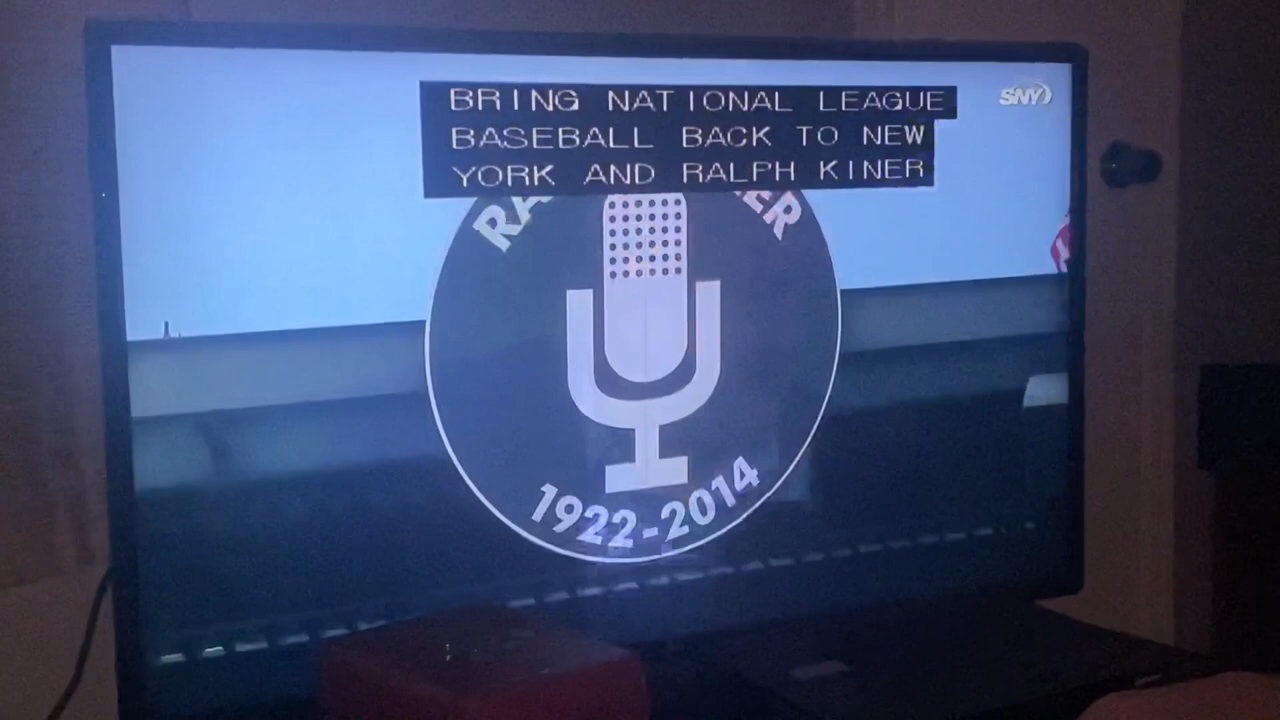 BRING NATIONAL LEAGUE
BASEBALL BACK TO NEW
YORK AND RALPH KINER
SNY
1922-2014